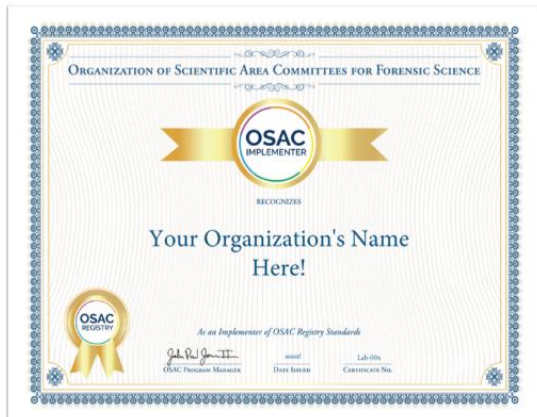 ORGANIZATION OF SCIENTIFIC AREA COMMITTEES FOR FORENSIC SCIENCE
OSAC
IMPLEMENTER
RECOGNIZES
Your Organization's Name
Here!
OSAC
REGISTRY
As an Implementer of OSAC Registry Standards
soon!
Lab-00x
OSAC PROGRAM MANAGER
DATE ISSUED
CERTIFICATE NO.